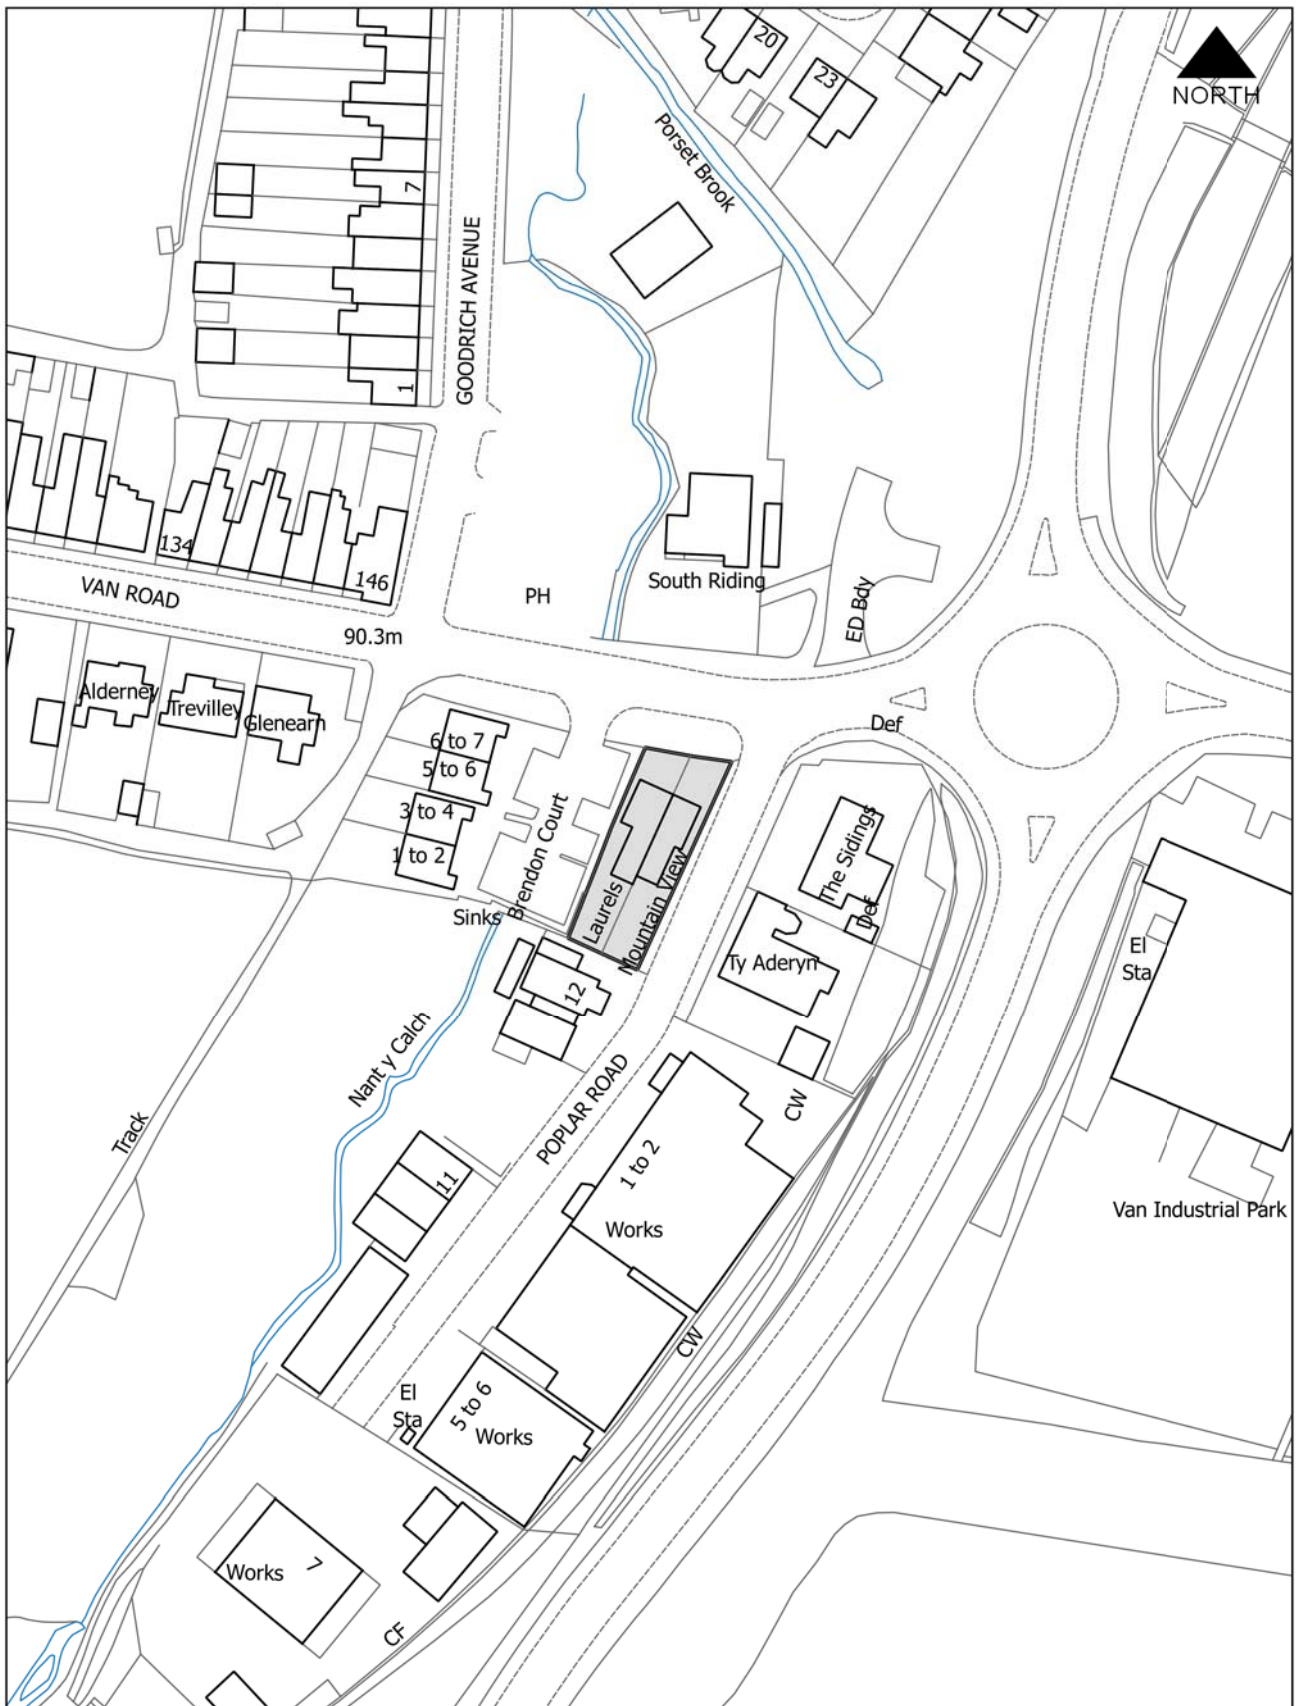 20
23
NORTH
Porset Brook
7
GOODRICH AVENUE
1
134
146
VAN ROAD
90.3m
PH
South Riding
ED Bdy
Alderney
Trevilley
Glenearn
6 to 7
5 to 6
3 to 4
1 to 2
Brendon Court
Def
Laurels
Mountain View
The Sidings
Def
Sinks
Ty Aderyn
El
Sta
12
Nant y Calch
POPLAR ROAD
CW
Track
11
1 to 2
Works
Van Industrial Park
CW
El
Sta
5 to 6
Works
Works
7
CF